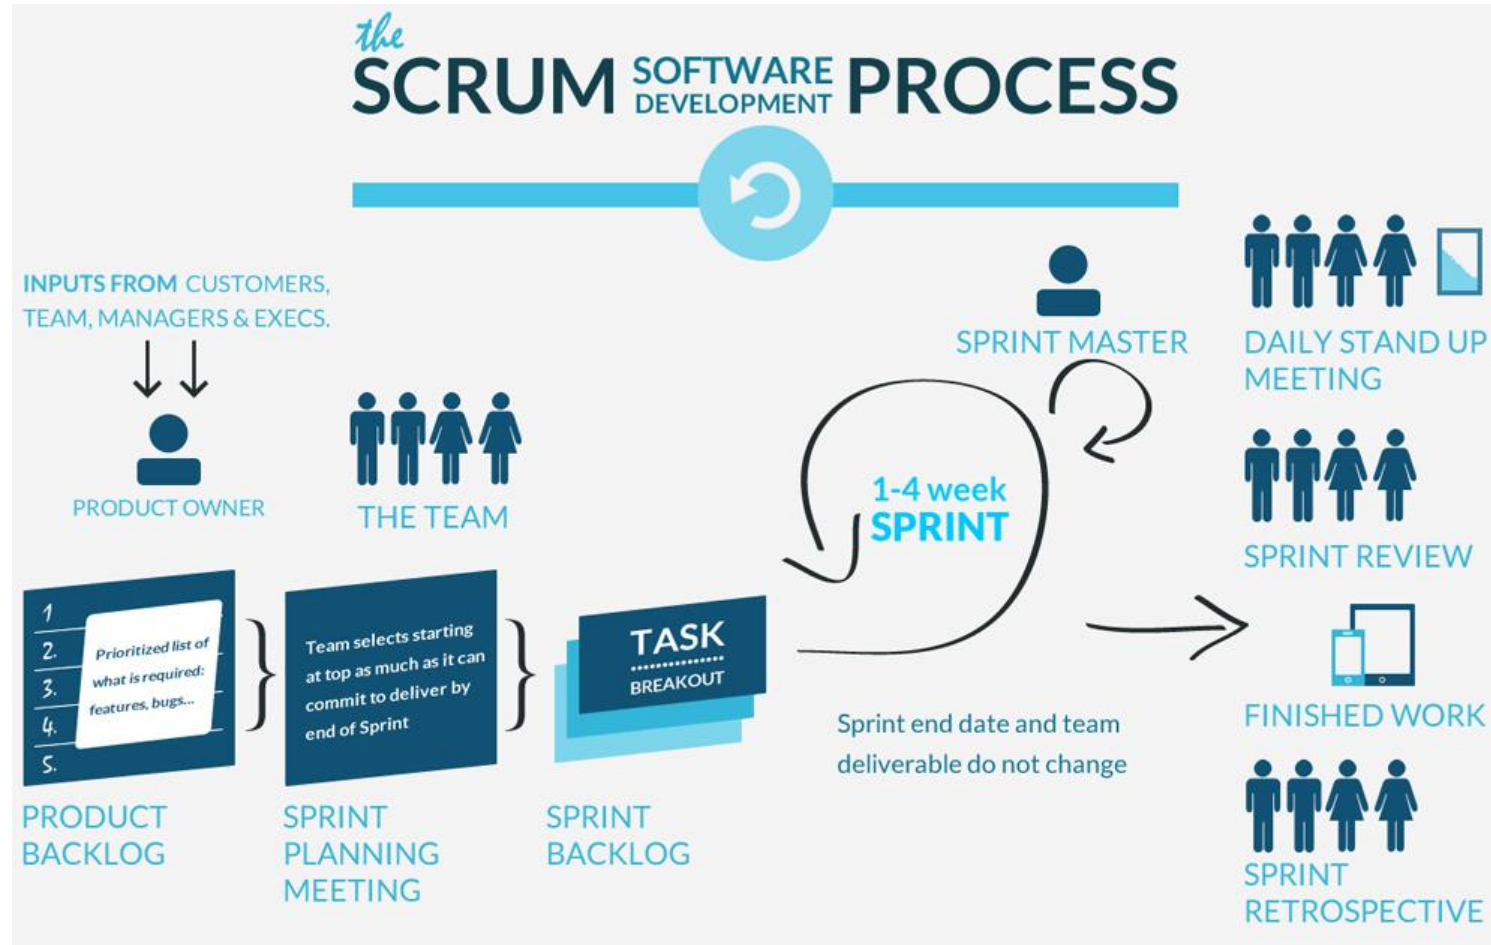 the
SCRUM SOFTWARE DEVELOPMENT PROCESS
INPUTS FROM CUSTOMERS,
TEAM, MANAGERS & EXECS.
PRODUCT OWNER
THE TEAM
1
2.
3.
4.
5.
Prioritized list of
what is required:
features, bugs...
PRODUCT
BACKLOG
Team selects starting
at top as much as it can
commit to deliver by
end of Sprint
SPRINT
PLANNING
MEETING
TASK
BREAKOUT
SPRINT
BACKLOG
1-4 week
SPRINT
Sprint end date and team
deliverable do not change
SPRINT MASTER
DAILY STAND UP
MEETING
SPRINT REVIEW
FINISHED WORK
SPRINT
RETROSPECTIVE